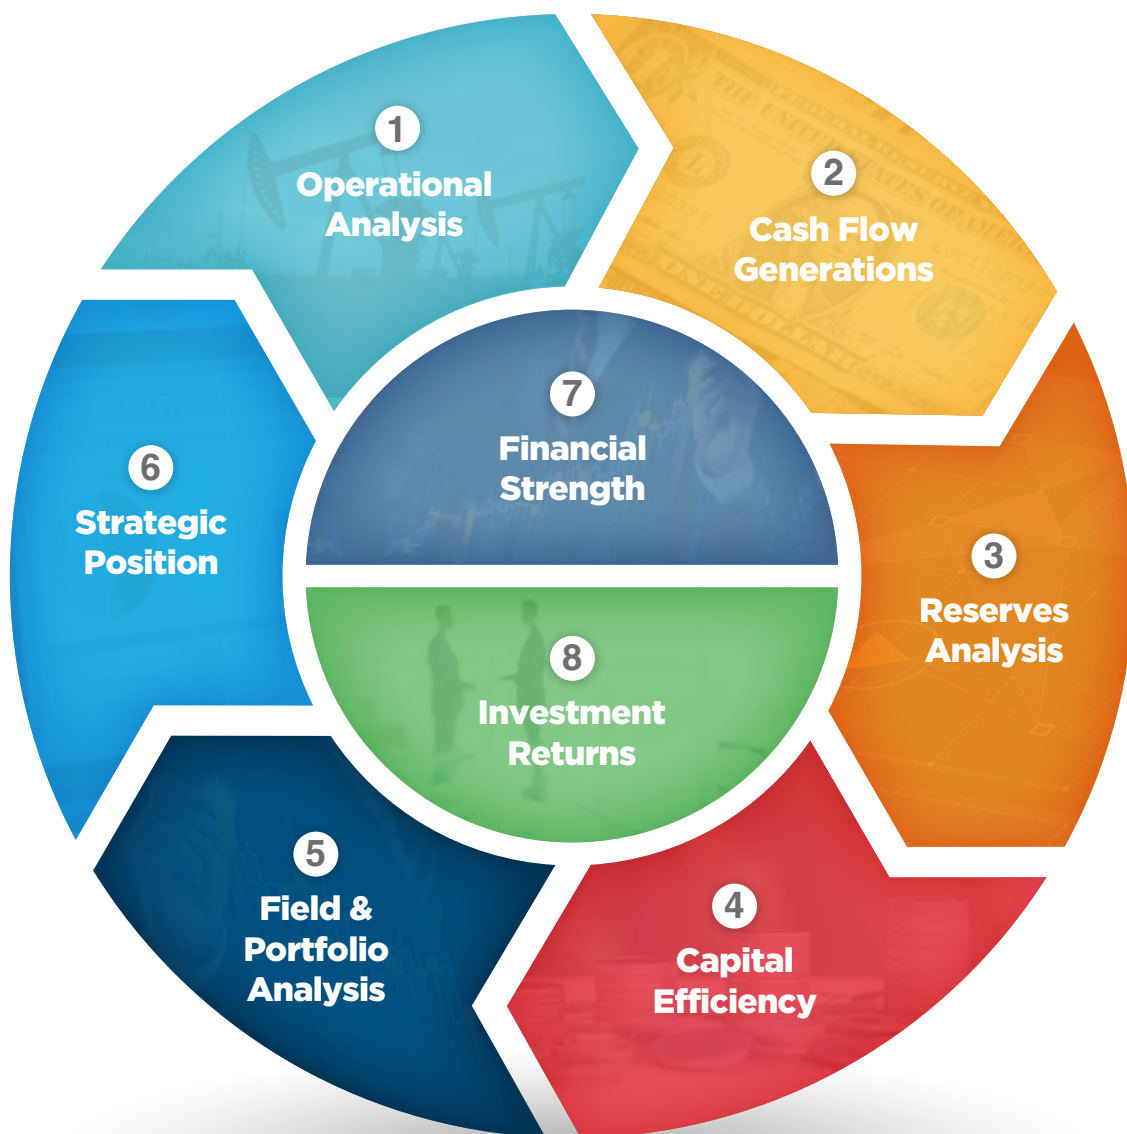 1
Operational
Analysis
2
Cash Flow
Generations
3
Reserves
Analysis
4
Capital
Efficiency
5
Field &
Portfolio
Analysis
6
Strategic
Position
7
Financial
Strength
8
Investment
Returns